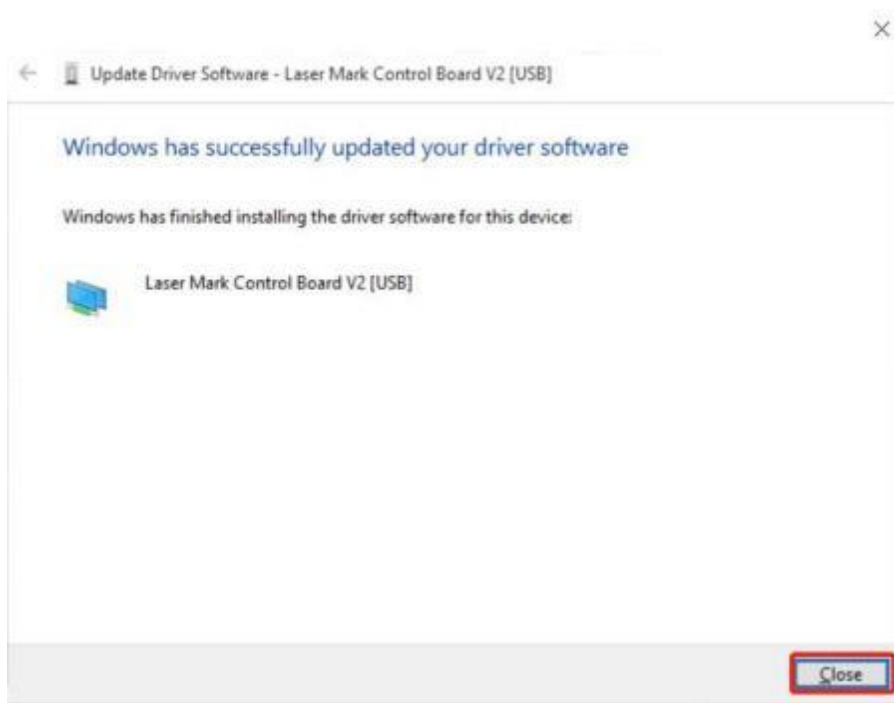 Update Driver Software - Laser Mark Control Board V2 [USB]
Windows has successfully updated your driver software
Windows has finished installing the driver software for this device:
Laser Mark Control Board V2 [USB]
Close